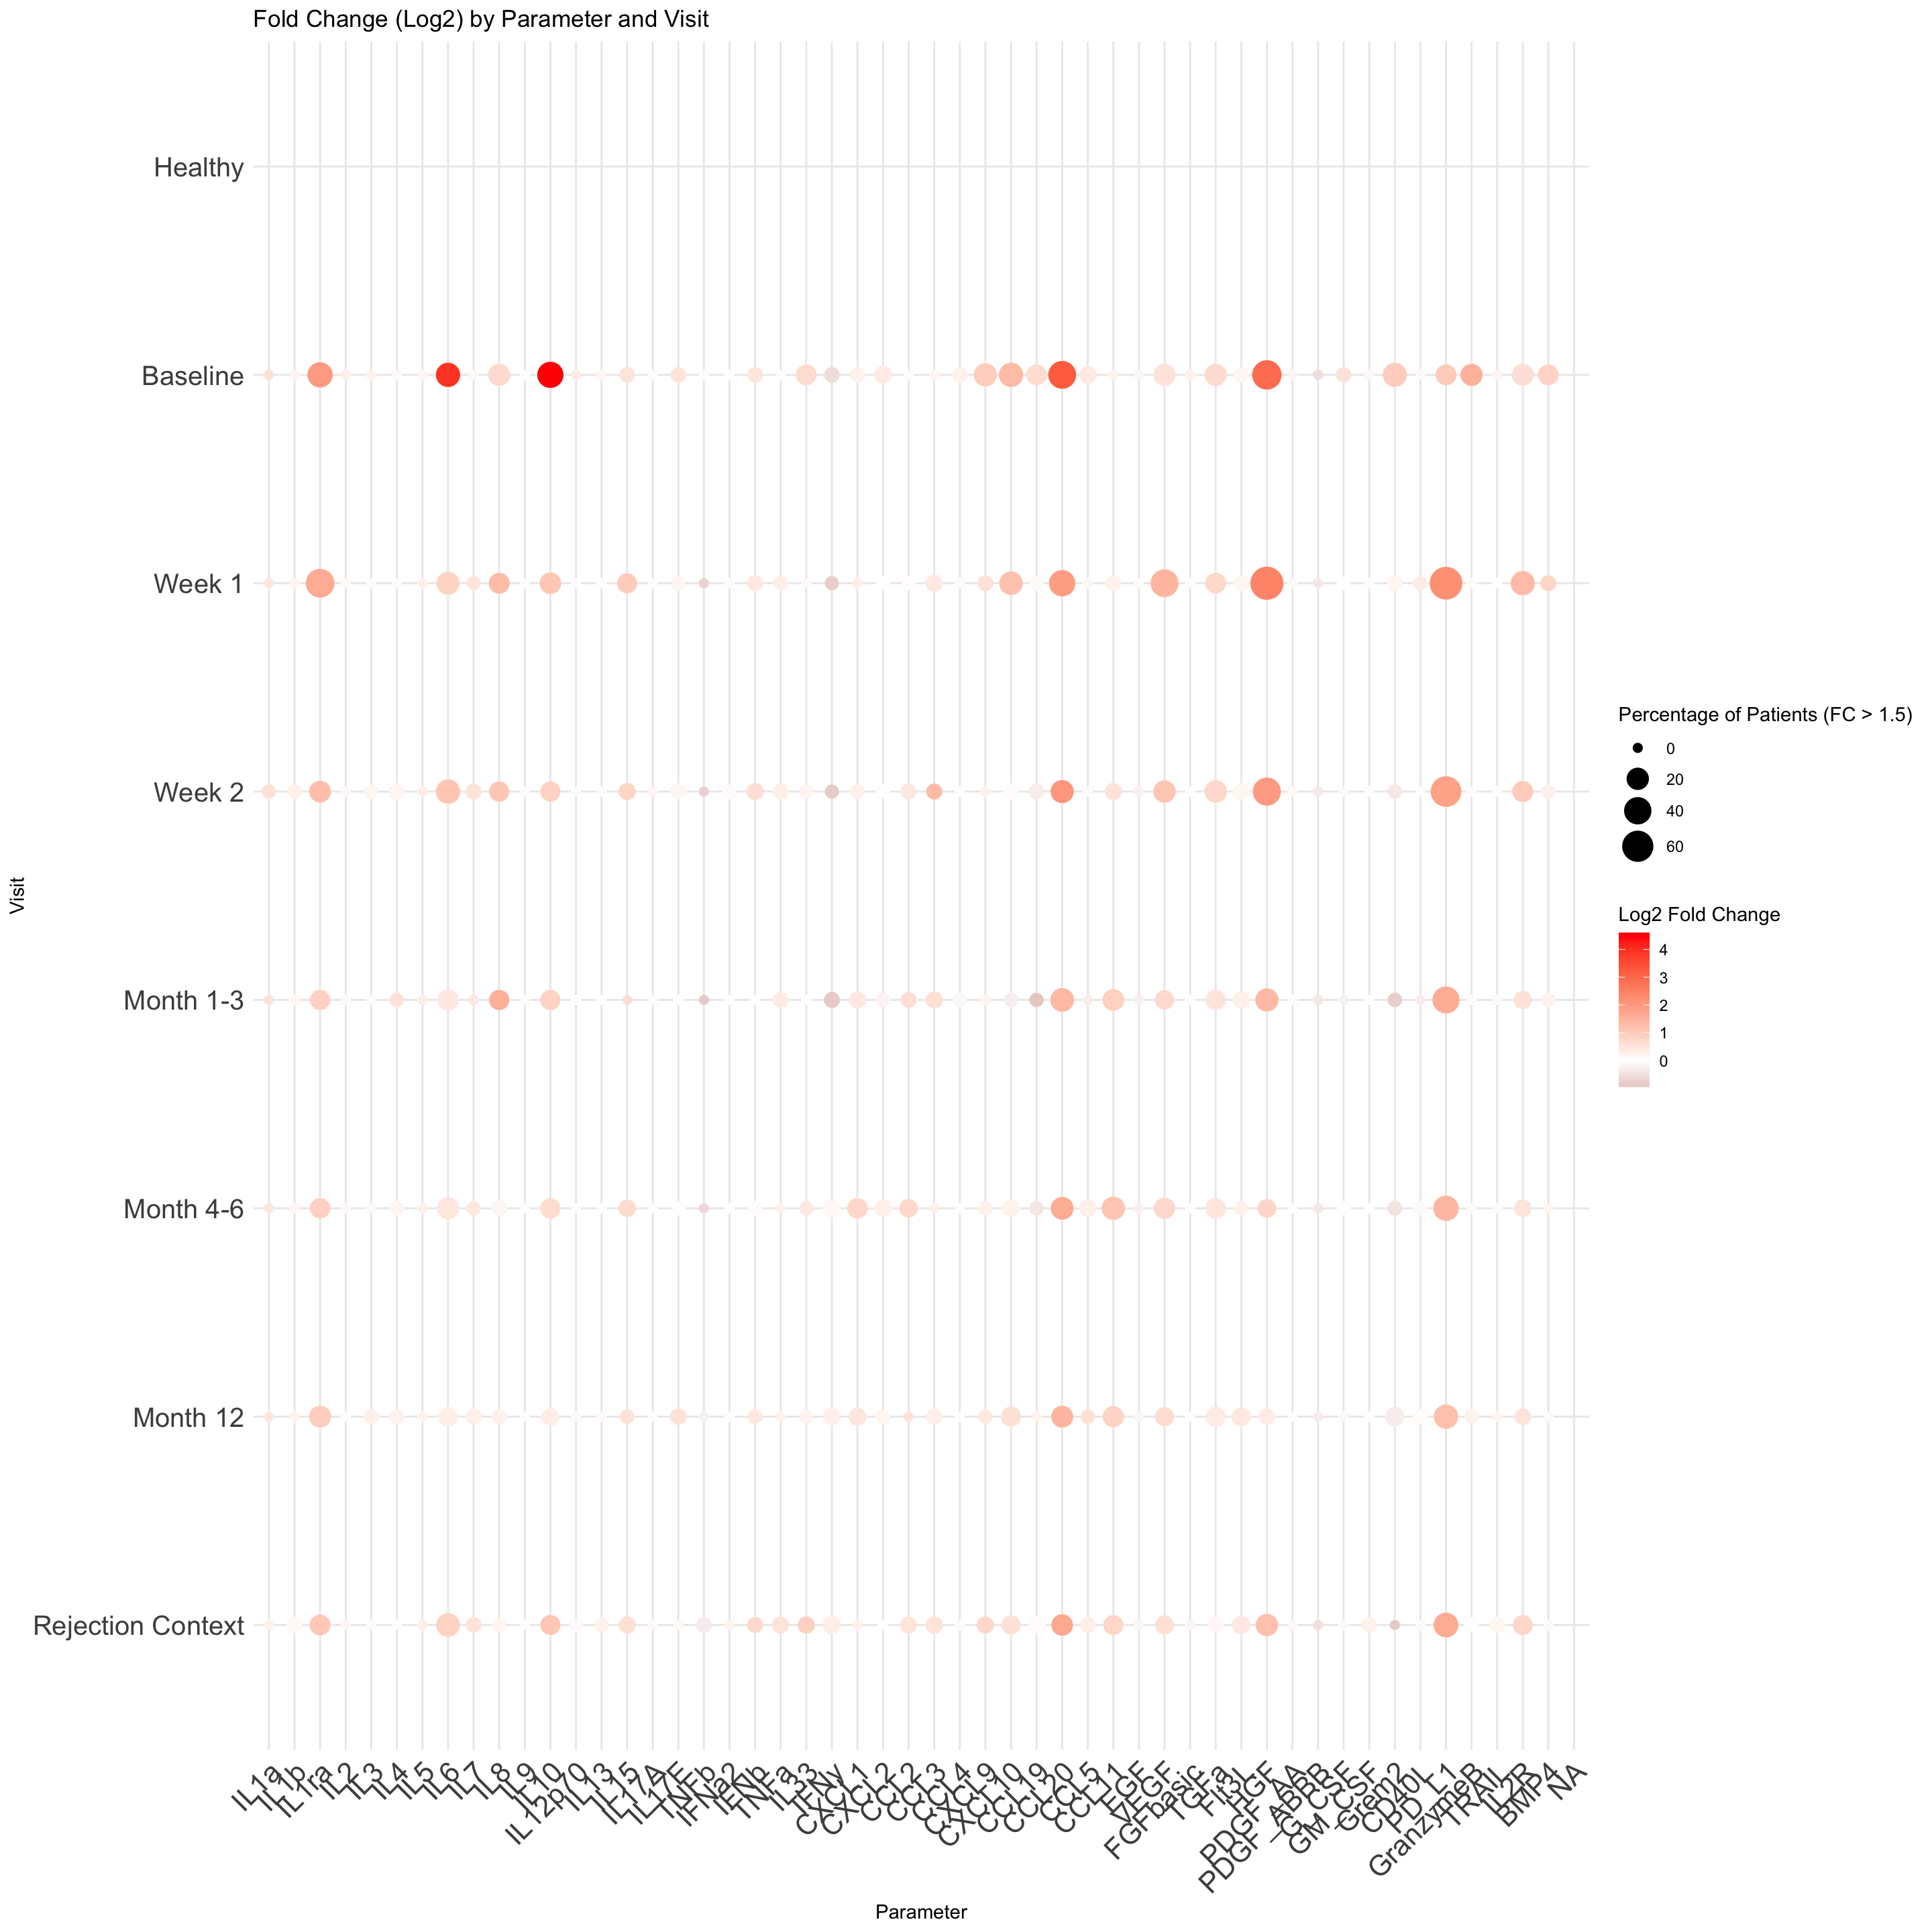 Fold Change (Log2) by Parameter and Visit
Visit
Healthy
Baseline
Week 1
Week 2
Month 1-3
Month 4-6
Month 12
Rejection Context
IL1a
IL1b
IL1ra
IL2
IL3
IL4
IL5
IL6
IL7
IL8
IL9
IL10
IL12p70
IL13
IL15
IL17A
IL17E
TNFb
IFNa2
IFNb
TNFa
IL33
IFNy
CXCL1
CXCL2
CCL2
CCL3
CCL4
CXCL9
CXCL10
CCL19
CCL20
CCL5
CCL11
EGF
VEGF
FGFbasic
TGFa
Flt3L
HGF
PDGF_AA
PDGF_ABBB
G_CSF
GM_CSF
Grem2
CD40L
PD_L1
GranzymeB
TRAIL
IL2R
BMP4
NA
Parameter
Percentage of Patients (FC > 1.5)
0
20
40
60
Log2 Fold Change
4
3
2
1
0